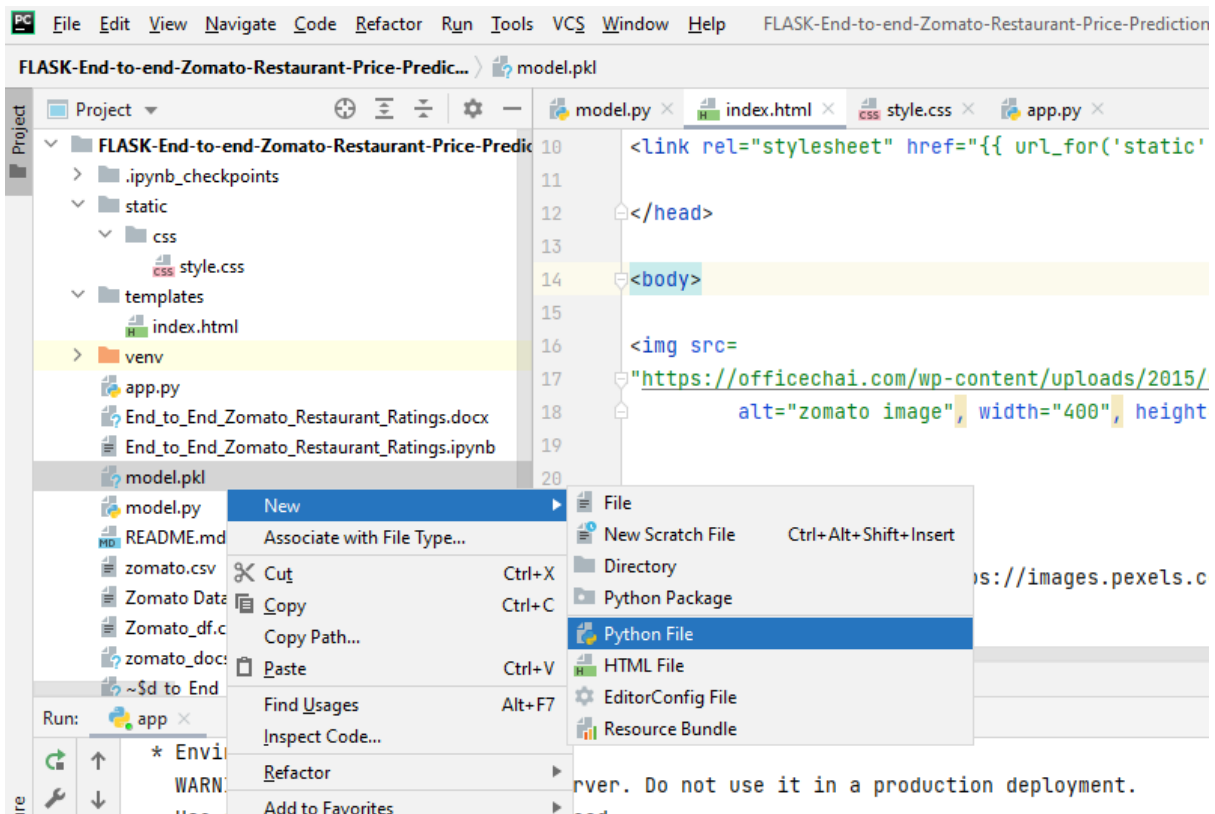 PC File Edit View Navigate Code Refactor Run Tools VCS Window Help FLASK-End-to-end-Zomato-Restaurant-Price-Prediction
FLASK-End-to-end-Zomato-Restaurant-Price-Predic... model.pkl
Project
Project
model.py × index.html × style.css × app.py ×
FLASK-End-to-end-Zomato-Restaurant-Price-Predic
.ipynb_checkpoints
static
css
style.css
templates
index.html
venv
app.py
End_to_End_Zomato_Restaurant_Ratings.docx
End_to_End_Zomato_Restaurant_Ratings.ipynb
model.pkl
model.py
README.md
zomato.csv
Zomato Data
Zomato_df.c
zomato_docs
~$d to End
10 <link rel="stylesheet" href="{{ url_for('static'
11
12 </head>
13
14 <body>
15
16 <img src=
17 "https://officechai.com/wp-content/uploads/2015/
18 alt="zomato image", width="400", height
19
20
ps://images.pexels.c
New
Associate with File Type...
Cut Ctrl+X
Copy Ctrl+C
Copy Path...
Paste Ctrl+V
Find Usages Alt+F7
Inspect Code...
Refactor
Add to Favorites
File
New Scratch File Ctrl+Alt+Shift+Insert
Directory
Python Package
Python File
HTML File
EditorConfig File
Resource Bundle
Run: app ×
* Envi
WARN rver. Do not use it in a production deployment.